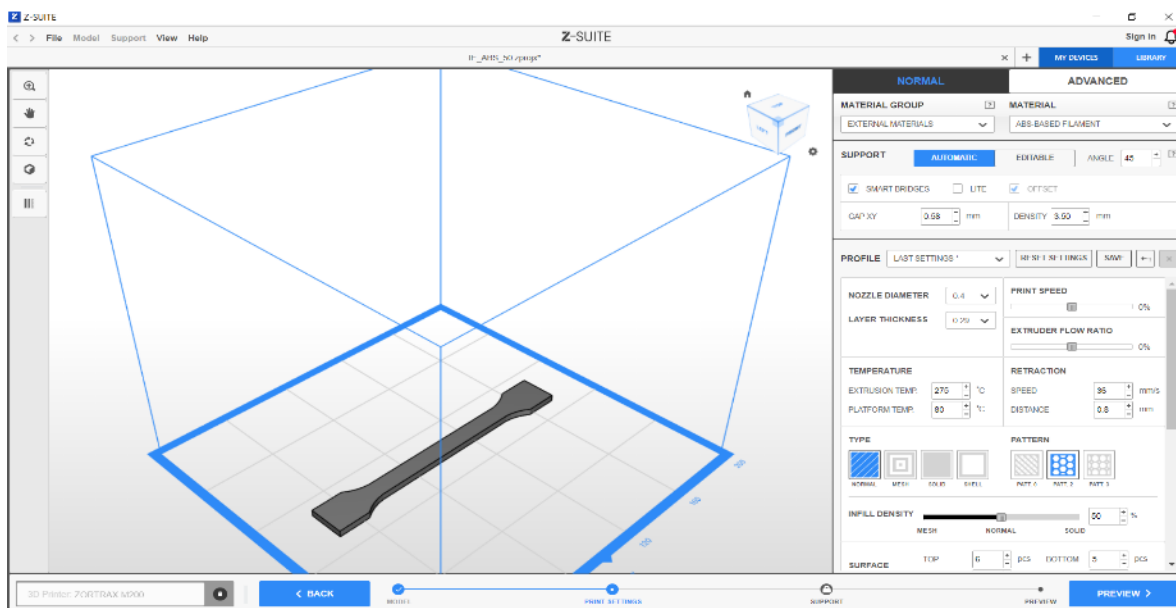 Z-SUITE
File Model Support View Help
Z-SUITE
Sign In
MY DEVICES
LIBRARY
NORMAL
ADVANCED
MATERIAL GROUP
MATERIAL
EXTERNAL MATERIALS
ABS-BASED FILAMENT
SUPPORT AUTOMATIC EDITABLE ANGLE 45
SMART BRIDGES LITE OFFSET
GAP XY mm DENSITY 3.50 mm
PROFILE LAST SETTINGS * RESET SETTINGS SAVE
NOZZLE DIAMETER 0.4
PRINT SPEED
0%
LAYER THICKNESS 0.29
EXTRUDER FLOW RATIO
0%
TEMPERATURE
RETRACTION
EXTRUSION TEMP. 275 °C
SPEED mm/s
PLATFORM TEMP. 80 °C
DISTANCE 0.8 mm
TYPE
PATTERN
NORMAL MESH SOLID SHELL
PATT. 0 PATT. 2 PATT. 3
INFILL DENSITY 50 %
MESH NORMAL SOLID
SURFACE TOP 6 pcs BOTTOM 5 pcs
3D Printer: ZORTRAX M200
< BACK
MODEL
PRINT SETTINGS
SUPPORT
PREVIEW
PREVIEW >